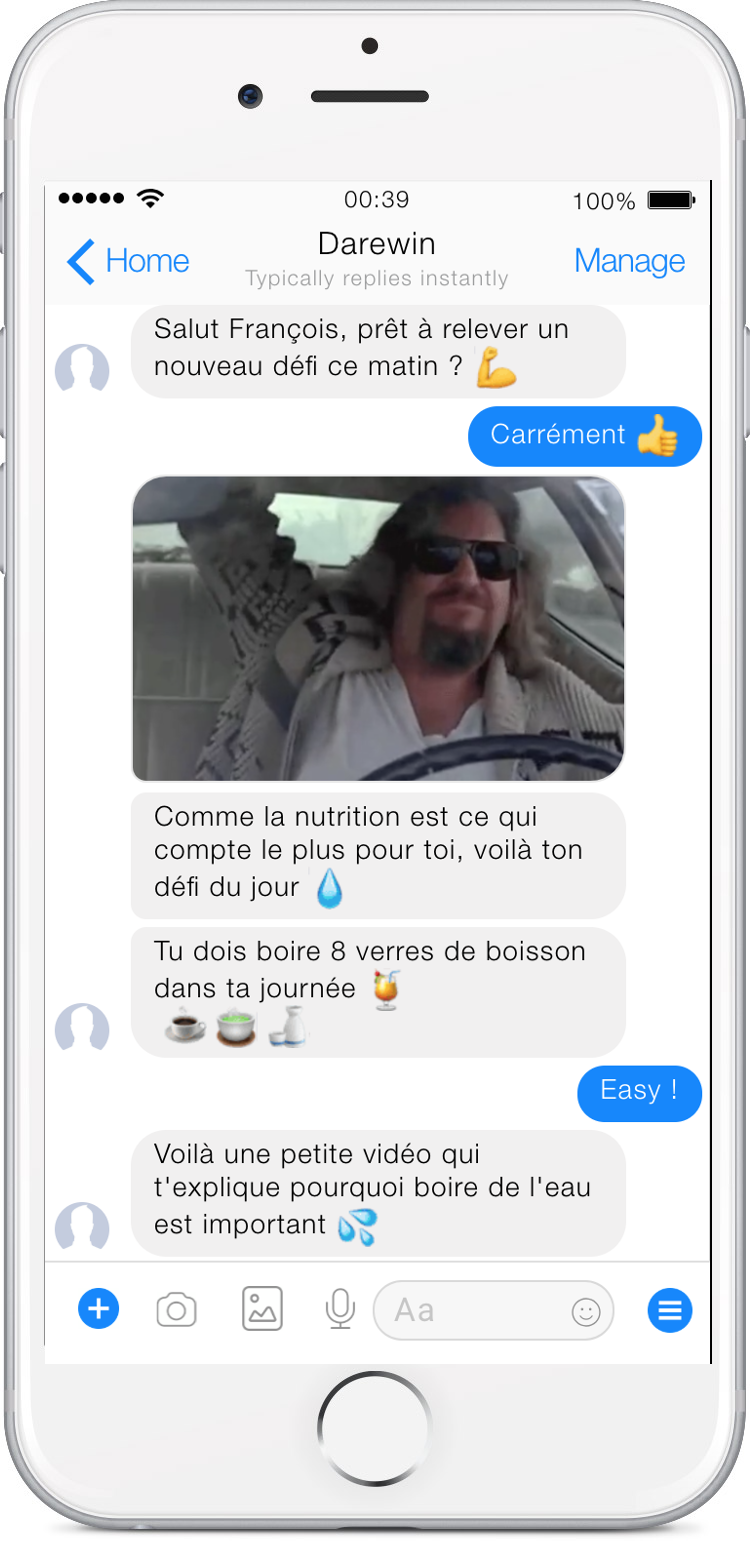 00:39
100%
Home
Darewin
Typically replies instantly
Manage
Salut François, prêt à relever un
nouveau défi ce matin ? 💪
Carrément 👍
Comme la nutrition est ce qui
compte le plus pour toi, voilà ton
défi du jour 💧
Tu dois boire 8 verres de boisson
dans ta journée 🍹
☕ 🍵 🍶
Easy !
Voilà une petite vidéo qui
t'explique pourquoi boire de l'eau
est important 💦
Aa